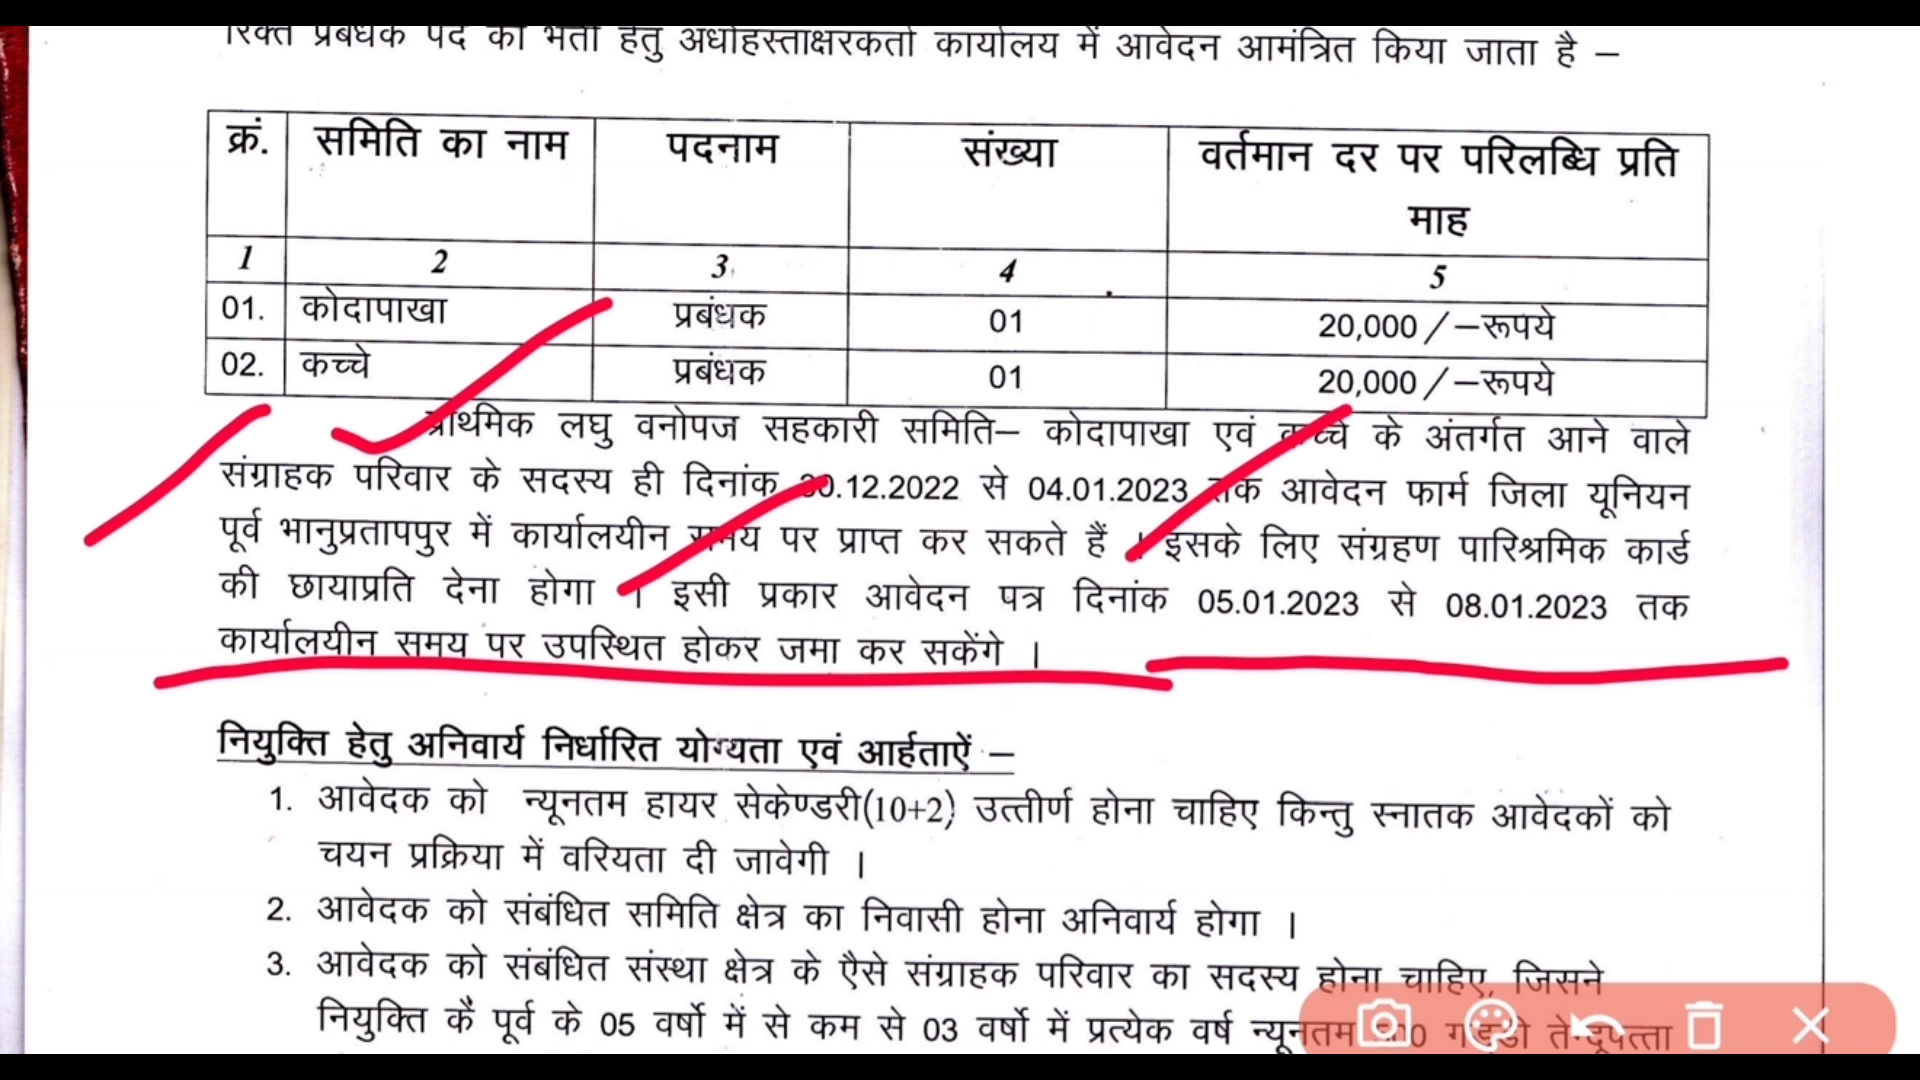 रिक्त प्रबंधक पद की भर्ती हेतु अधोहस्ताक्षरकर्ता कार्यालय में आवेदन आमंत्रित किया जाता है –
क्रं. समिति का नाम पदनाम संख्या वर्तमान दर पर परिलब्धि प्रति माह
1 2 3 4 5
01. कोदापाखा प्रबंधक 01 20,000/–रूपये
02. कच्चे प्रबंधक 01 20,000/–रूपये
प्राथमिक लघु वनोपज सहकारी समिति– कोदापाखा एवं कच्चे के अंतर्गत आने वाले
संग्राहक परिवार के सदस्य ही दिनांक 30.12.2022 से 04.01.2023 तक आवेदन फार्म जिला यूनियन
पूर्व भानुप्रतापपुर में कार्यालयीन समय पर प्राप्त कर सकते हैं । इसके लिए संग्रहण पारिश्रमिक कार्ड
की छायाप्रति देना होगा । इसी प्रकार आवेदन पत्र दिनांक 05.01.2023 से 08.01.2023 तक
कार्यालयीन समय पर उपस्थित होकर जमा कर सकेंगे ।
नियुक्ति हेतु अनिवार्य निर्धारित योग्यता एवं आर्हताऐं –
1. आवेदक को न्यूनतम हायर सेकेण्डरी(10+2) उत्तीर्ण होना चाहिए किन्तु स्नातक आवेदकों को
चयन प्रक्रिया में वरियता दी जावेगी ।
2. आवेदक को संबंधित समिति क्षेत्र का निवासी होना अनिवार्य होगा ।
3. आवेदक को संबंधित संस्था क्षेत्र के एैसे संग्राहक परिवार का सदस्य होना चाहिए, जिसने
नियुक्ति कें पूर्व के 05 वर्षो में से कम से 03 वर्षो में प्रत्येक वर्ष न्यूनतम गड्डी तेन्दूपत्ता